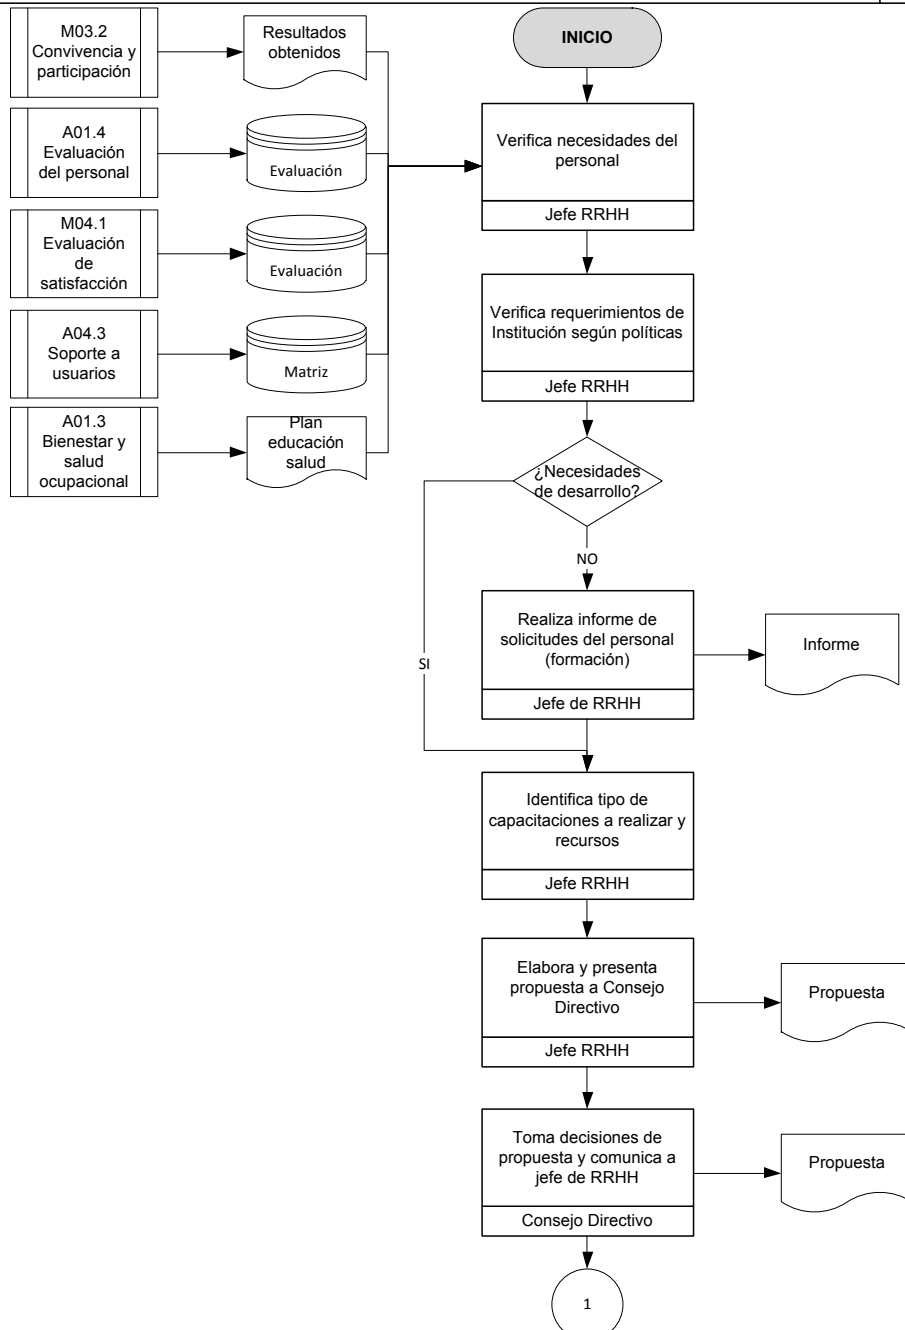 M03.2
Convivencia y
participación
Resultados
obtenidos
INICIO
A01.4
Evaluación
del personal
Evaluación
Verifica necesidades del
personal
Jefe RRHH
M04.1
Evaluación
de
satisfacción
Evaluación
Verifica requerimientos de
Institución según políticas
Jefe RRHH
A04.3
Soporte a
usuarios
Matriz
A01.3
Bienestar y
salud
ocupacional
Plan
educación
salud
¿Necesidades
de desarrollo?
NO
SI
Realiza informe de
solicitudes del personal
(formación)
Jefe de RRHH
Informe
Identifica tipo de
capacitaciones a realizar y
recursos
Jefe RRHH
Elabora y presenta
propuesta a Consejo
Directivo
Jefe RRHH
Propuesta
Toma decisiones de
propuesta y comunica a
jefe de RRHH
Consejo Directivo
Propuesta
1